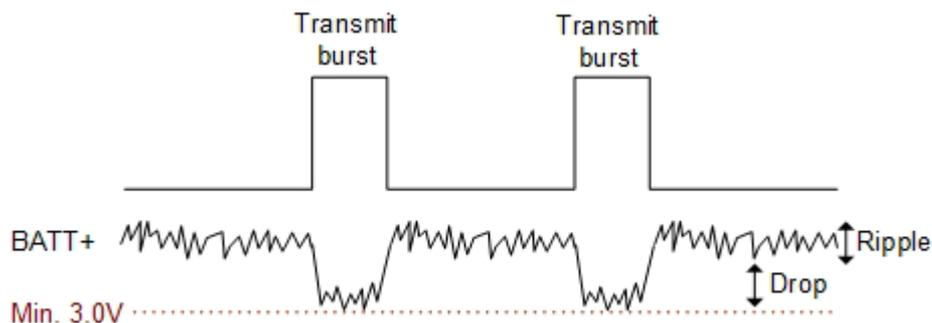 Transmit
burst
Transmit
burst
BATT+
Ripple
Drop
Min. 3.0V